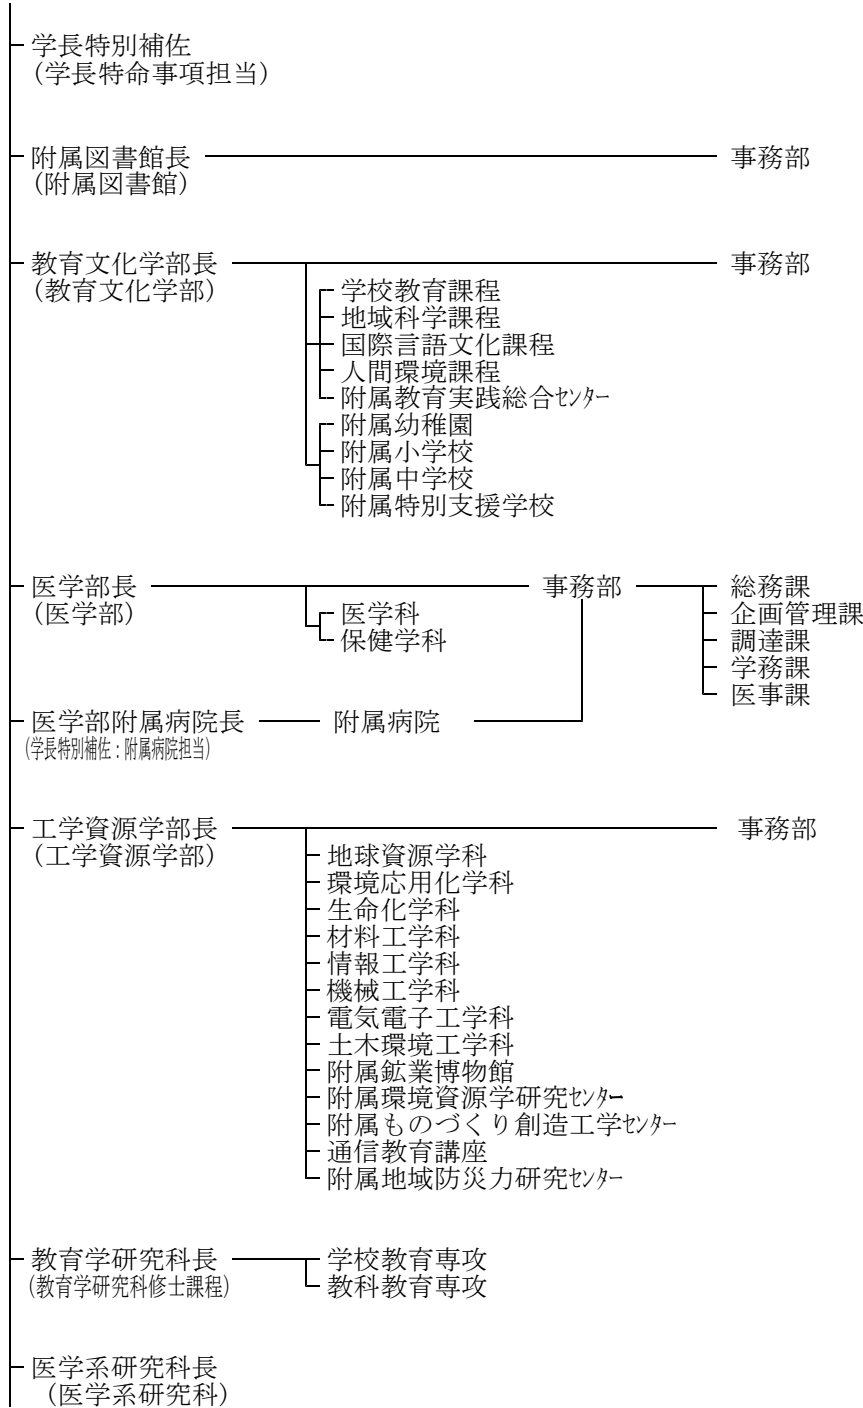 学長特別補佐
(学長特命事項担当)
附属図書館長 事務部
(附属図書館)
教育文化学部長 事務部
(教育文化学部)
学校教育課程
地域科学課程
国際言語文化課程
人間環境課程
附属教育実践総合センター
附属幼稚園
附属小学校
附属中学校
附属特別支援学校
医学部長 事務部 総務課
(医学部) 医学科 企画管理課
保健学科 調達課
学務課
医事課
医学部附属病院長 附属病院
(学長特別補佐:附属病院担当)
工学資源学部長 事務部
(工学資源学部) 地球資源学科
環境応用化学科
生命化学科
材料工学科
情報工学科
機械工学科
電気電子工学科
土木環境工学科
附属鉱業博物館
附属環境資源学研究センター
附属ものづくり創造工学センター
通信教育講座
附属地域防災力研究センター
教育学研究科長 学校教育専攻
(教育学研究科修士課程) 教科教育専攻
医学系研究科長
(医学系研究科)